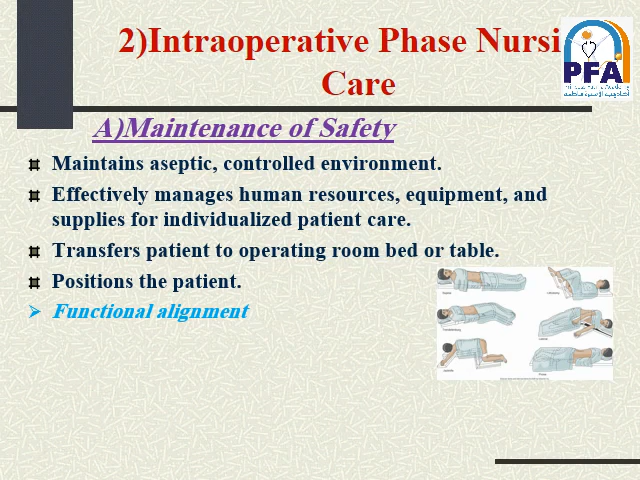 2)Intraoperative Phase Nursi
Care
PFA
A)Maintenance of Safety
Maintains aseptic, controlled environment.
Effectively manages human resources, equipment, and
supplies for individualized patient care.
Transfers patient to operating room bed or table.
Positions the patient.
Functional alignment